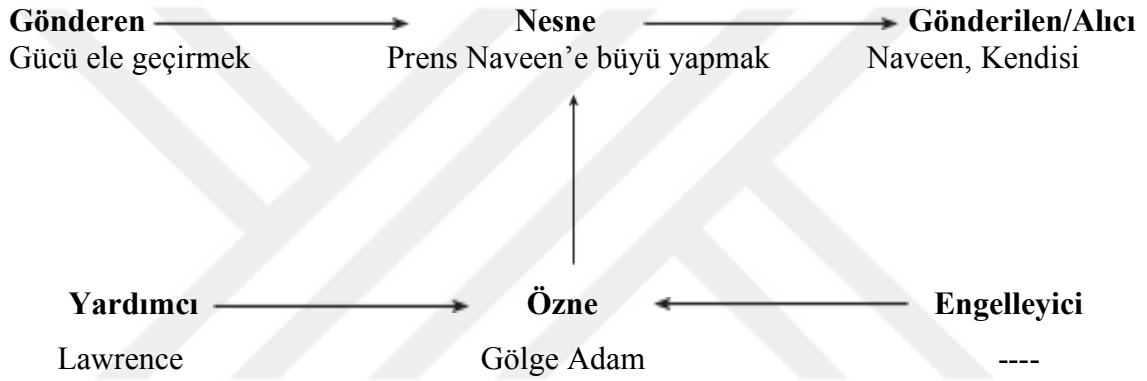 Gönderen Nesne Gönderilen/Alıcı
Gücü ele geçirmek Prens Naveen’e büyü yapmak Naveen, Kendisi
Yardımcı Özne Engelleyici
Lawrence Gölge Adam ----